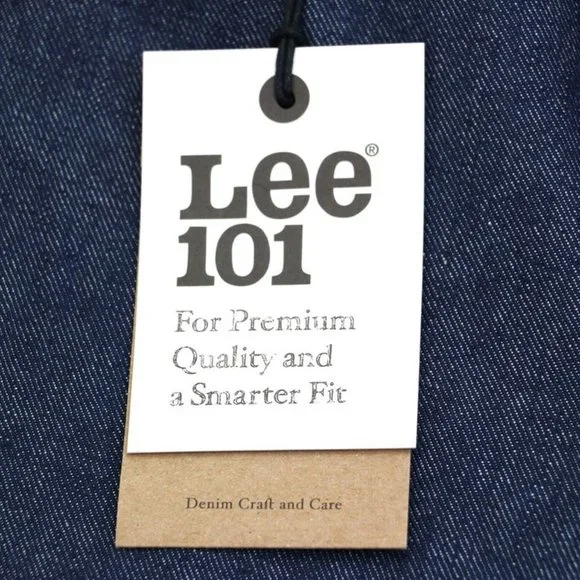 Lee®
101
For Premium
Quality and
a Smarter Fit
Denim Craft and Care